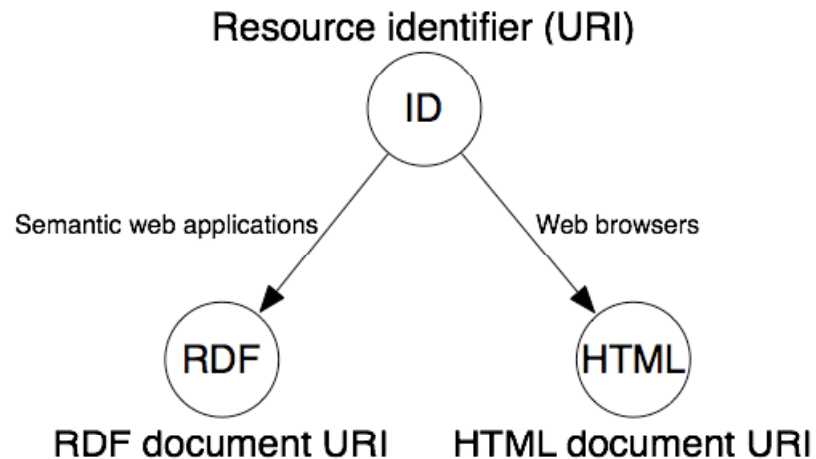 Resource identifier (URI)
ID
Semantic web applications
Web browsers
RDF
HTML
RDF document URI
HTML document URI